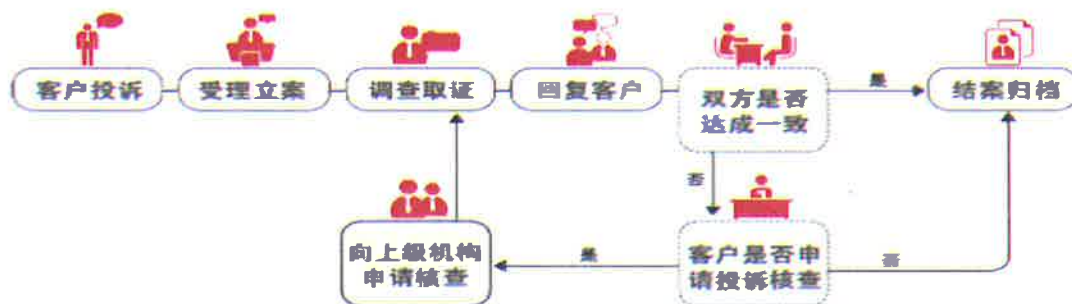 客户投诉
受理立案
调查取证
回复客户
双方是否
达成一致
是
结案归档
否
向上级机构
申请核查
是
客户是否申
请投诉核查
否